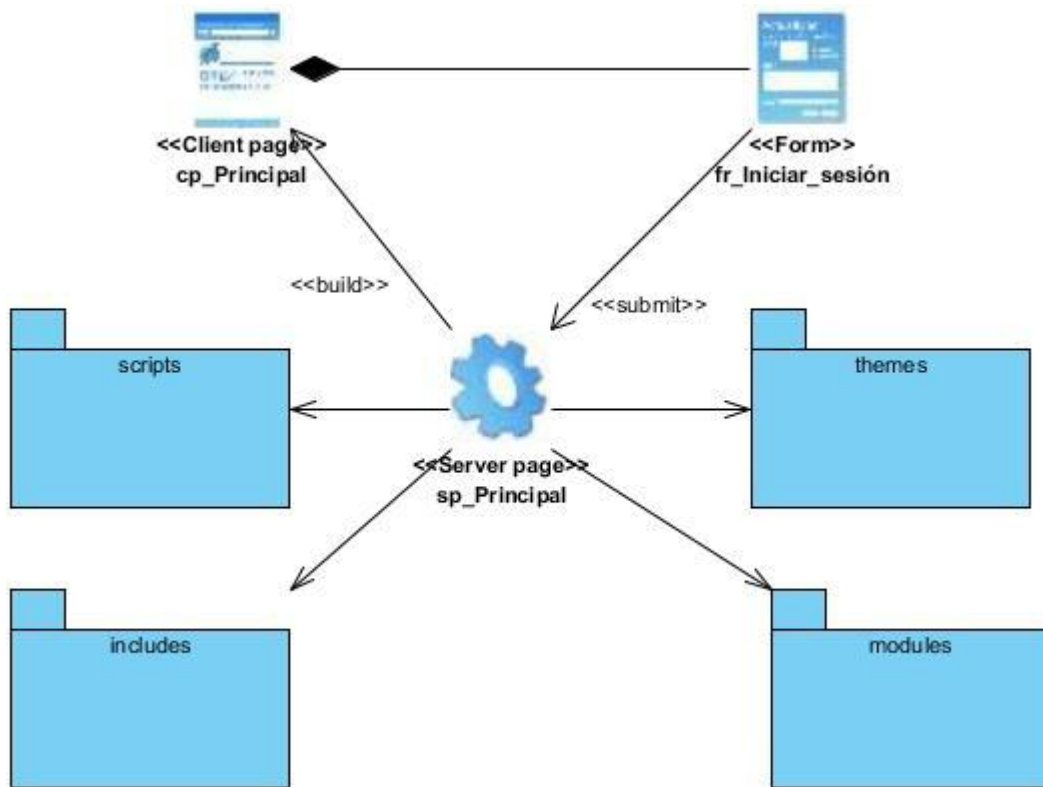 <<Client page>>
cp_Principal
<<Form>>
fr_Iniciar_sesión
<<build>>
<<submit>>
scripts
themes
<<Server page>>
sp_Principal
includes
modules